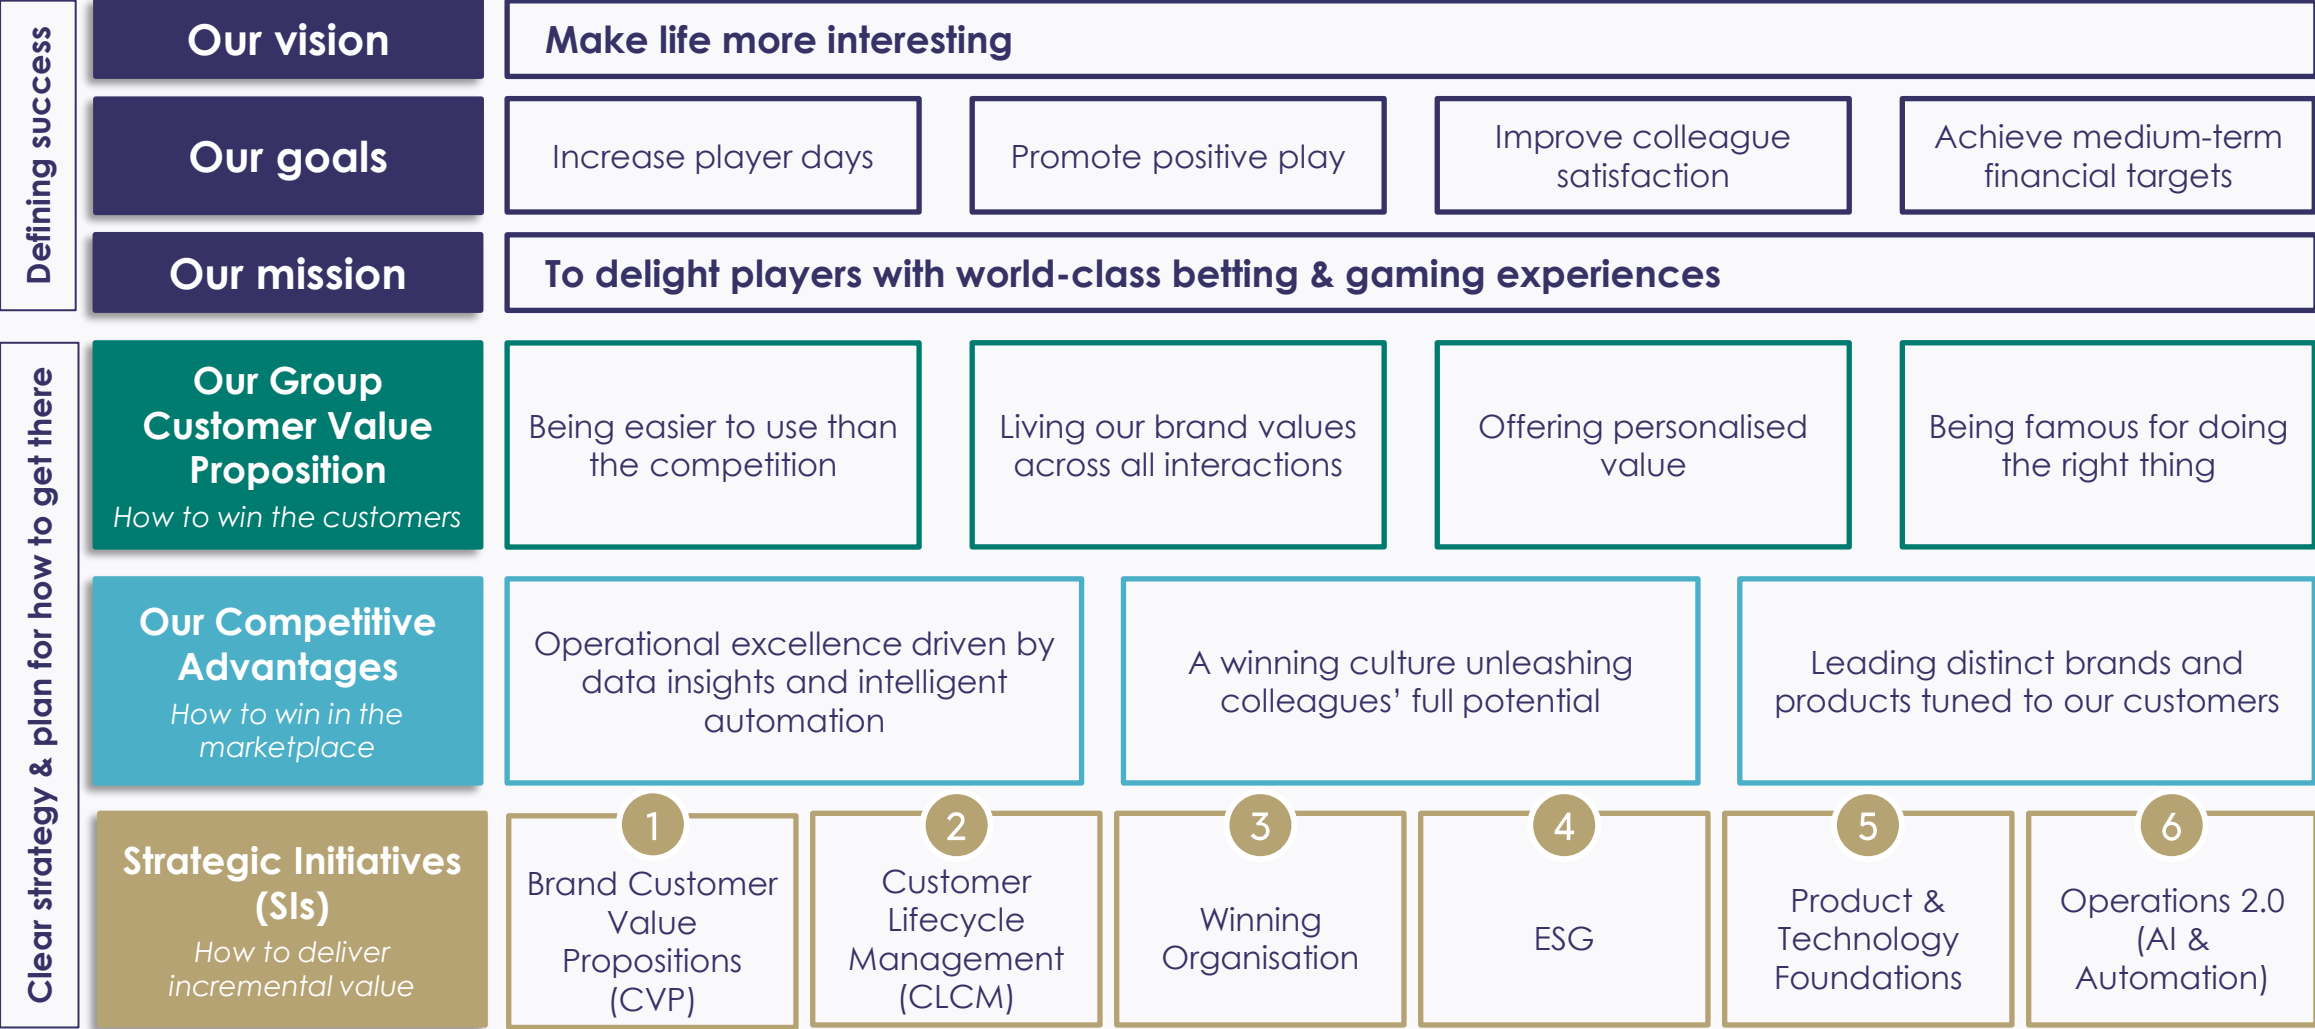 Defining success
Our vision
Make life more interesting
Our goals
Increase player days
Promote positive play
Improve colleague
satisfaction
Achieve medium-term
financial targets
Our mission
To delight players with world-class betting & gaming experiences
Clear strategy & plan for how to get there
Our Group
Customer Value
Proposition
How to win the customers
Being easier to use than
the competition
Living our brand values
across all interactions
Offering personalised
value
Being famous for doing
the right thing
Our Competitive
Advantages
How to win in the
marketplace
Operational excellence driven by
data insights and intelligent
automation
A winning culture unleashing
colleagues’ full potential
Leading distinct brands and
products tuned to our customers
Strategic Initiatives
(SIs)
How to deliver
incremental value
1
Brand Customer
Value
Propositions
(CVP)
2
Customer
Lifecycle
Management
(CLCM)
3
Winning
Organisation
4
ESG
5
Product &
Technology
Foundations
6
Operations 2.0
(AI &
Automation)